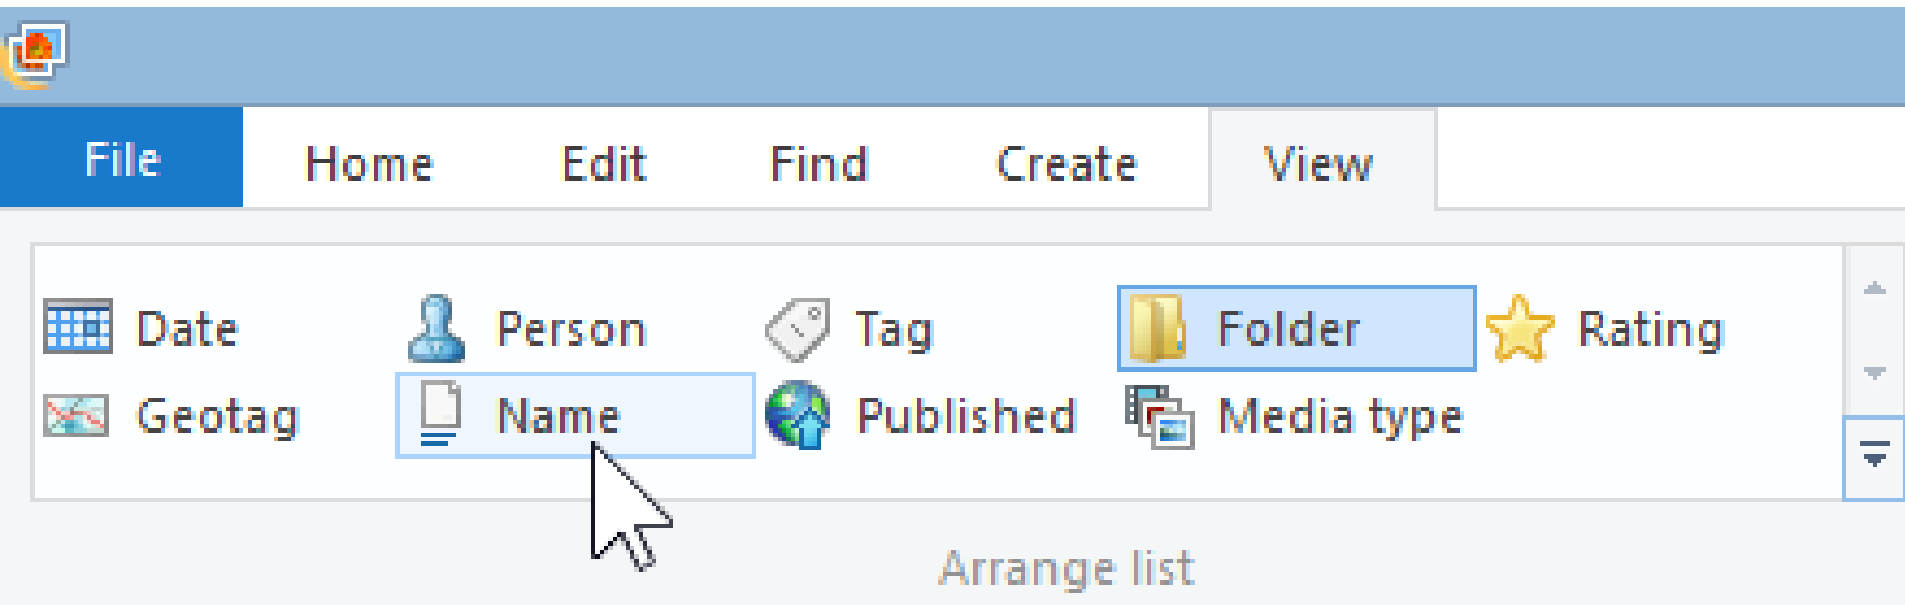 File Home Edit Find Create View
Date Person Tag Folder Rating
Geotag Name Published Media type
Arrange list